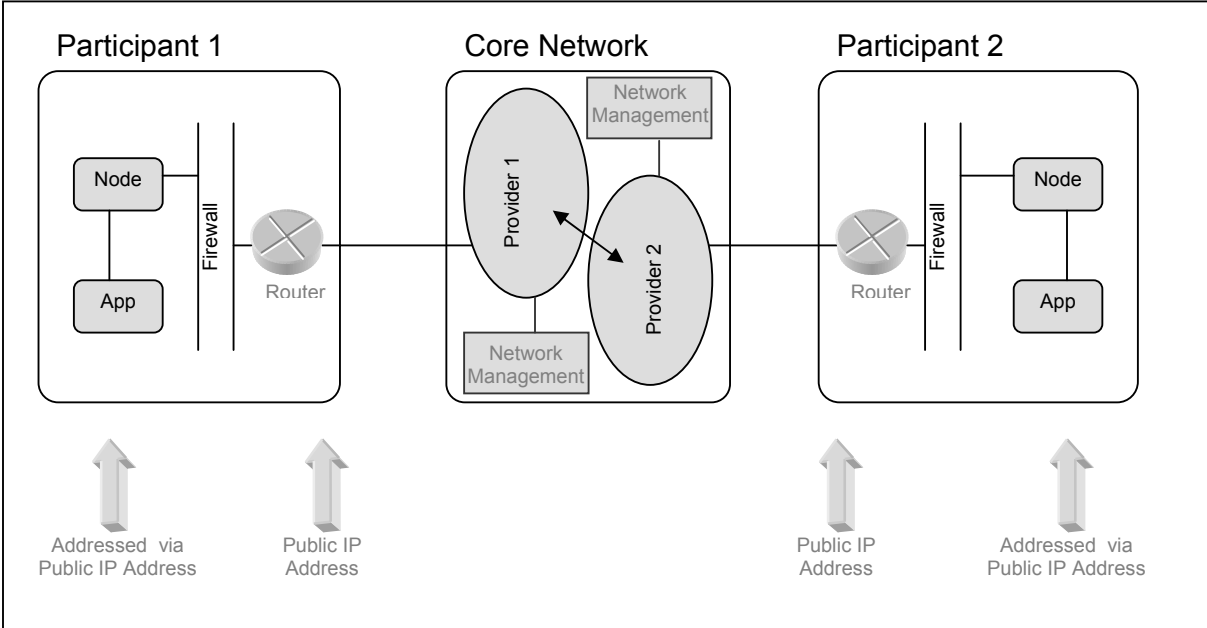 Participant 1
Core Network
Participant 2
Node
App
Firewall
Router
Provider 1
Network
Management
Network
Management
Provider 2
Router
Firewall
Node
App
Addressed via
Public IP Address
Public IP
Address
Public IP
Address
Addressed via
Public IP Address